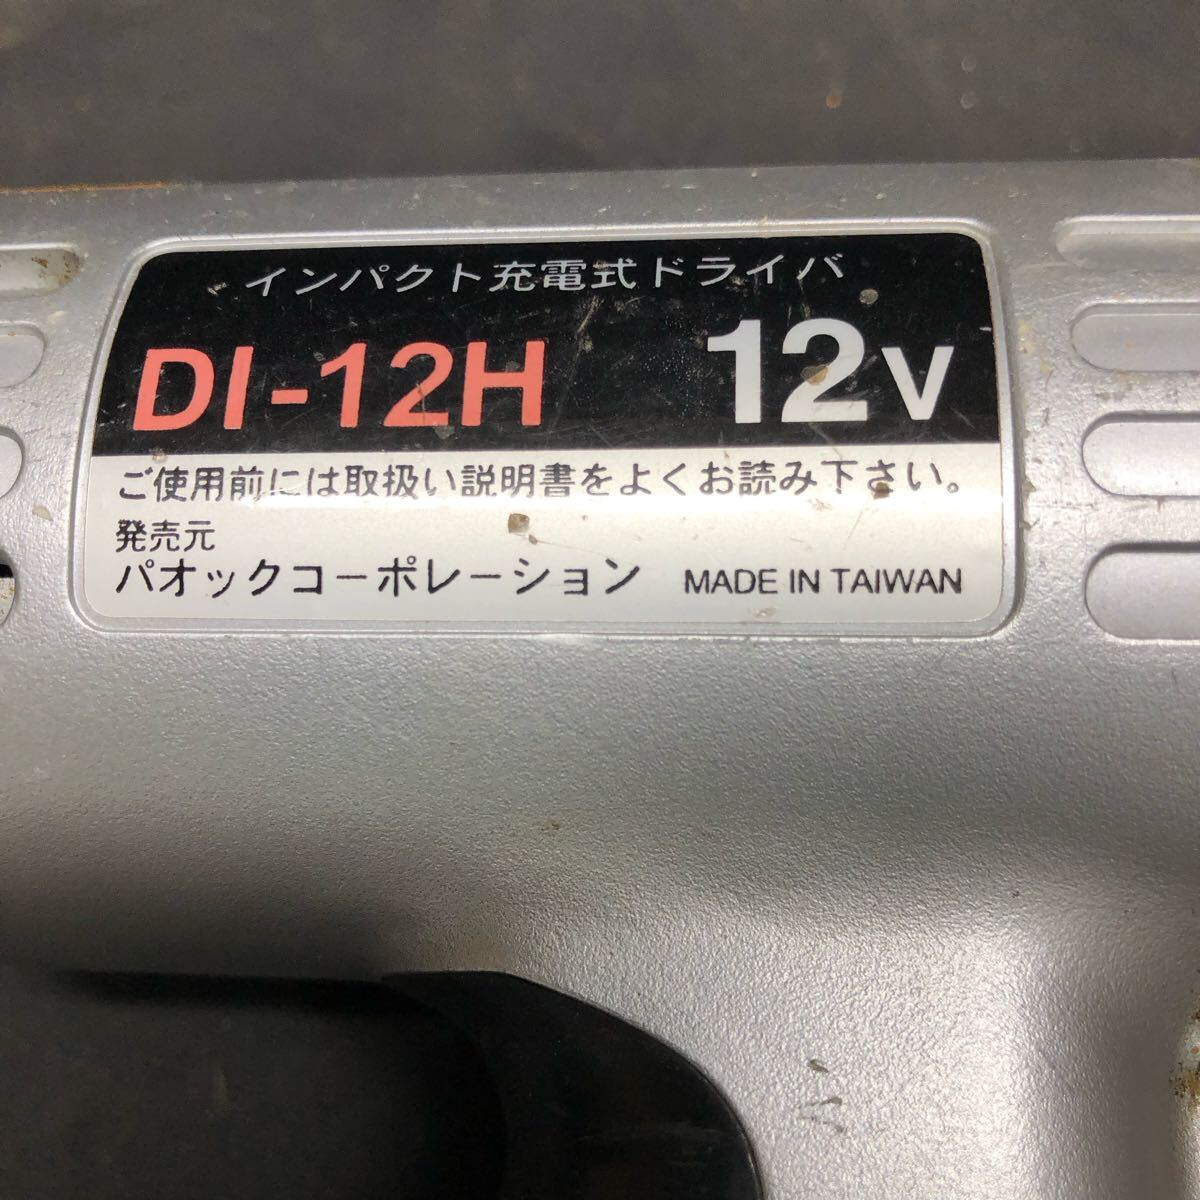 インパクト充電式ドライバ
DI-12H 12V
ご使用前には取扱い説明書をよくお読み下さい。
発売元
パオックコーポレーション MADE IN TAIWAN